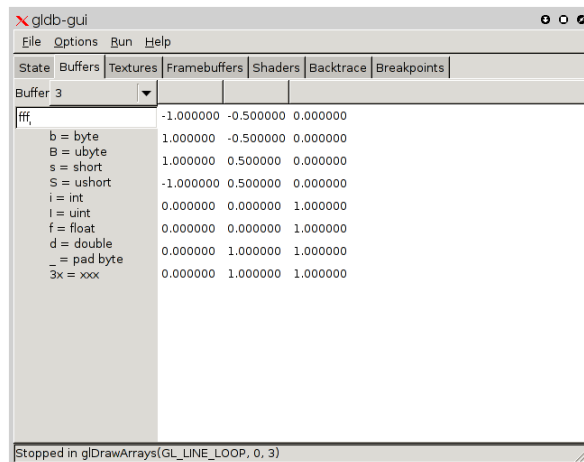 gldb-gui
File Options Run Help
State Buffers Textures Framebuffers Shaders Backtrace Breakpoints
Buffer 3
fff,
b = byte
B = ubyte
s = short
S = ushort
i = int
I = uint
f = float
d = double
_ = pad byte
3x = xxx
-1.000000 -0.500000 0.000000
1.000000 -0.500000 0.000000
1.000000 0.500000 0.000000
-1.000000 0.500000 0.000000
0.000000 0.000000 1.000000
0.000000 0.000000 1.000000
0.000000 1.000000 1.000000
0.000000 1.000000 1.000000
Stopped in glDrawArrays(GL_LINE_LOOP, 0, 3)